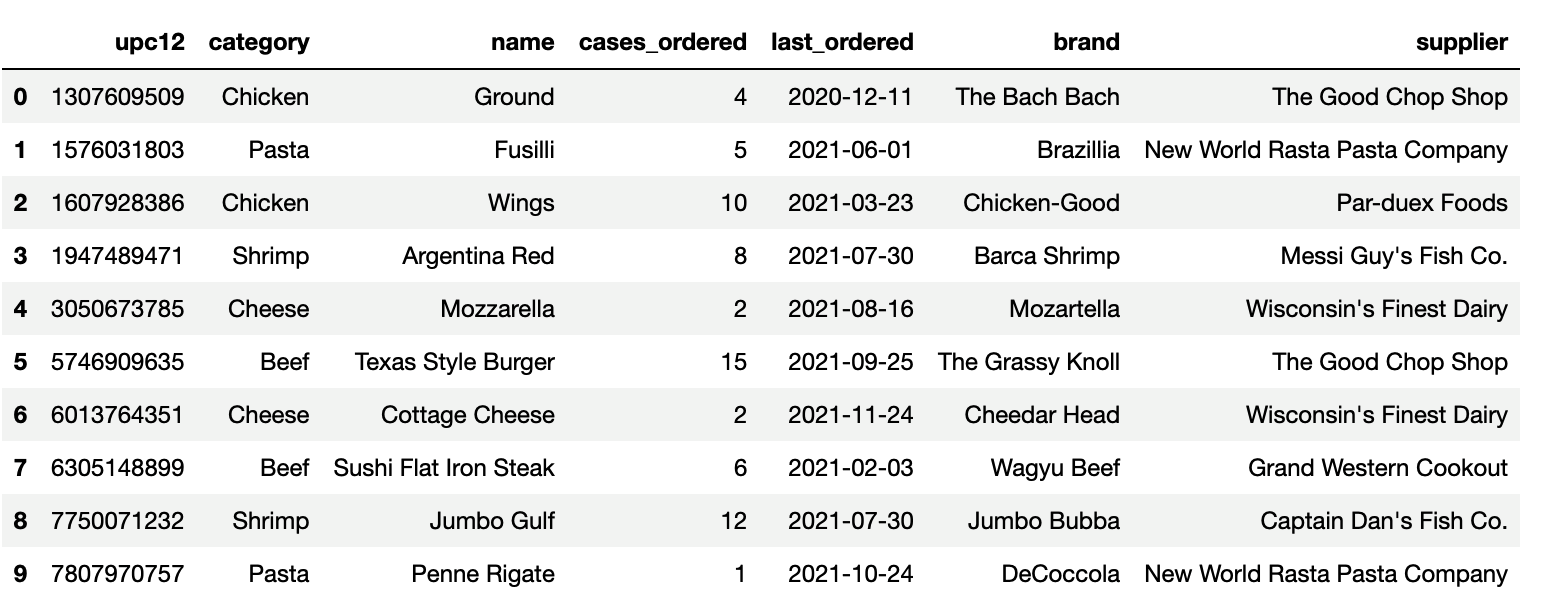 upc12 category name cases_ordered last_ordered brand supplier
0 1307609509 Chicken Ground 4 2020-12-11 The Bach Bach The Good Chop Shop
1 1576031803 Pasta Fusilli 5 2021-06-01 Brazillia New World Rasta Pasta Company
2 1607928386 Chicken Wings 10 2021-03-23 Chicken-Good Par-duex Foods
3 1947489471 Shrimp Argentina Red 8 2021-07-30 Barca Shrimp Messi Guy's Fish Co.
4 3050673785 Cheese Mozzarella 2 2021-08-16 Mozartella Wisconsin's Finest Dairy
5 5746909635 Beef Texas Style Burger 15 2021-09-25 The Grassy Knoll The Good Chop Shop
6 6013764351 Cheese Cottage Cheese 2 2021-11-24 Cheedar Head Wisconsin's Finest Dairy
7 6305148899 Beef Sushi Flat Iron Steak 6 2021-02-03 Wagyu Beef Grand Western Cookout
8 7750071232 Shrimp Jumbo Gulf 12 2021-07-30 Jumbo Bubba Captain Dan's Fish Co.
9 7807970757 Pasta Penne Rigate 1 2021-10-24 DeCoccola New World Rasta Pasta Company